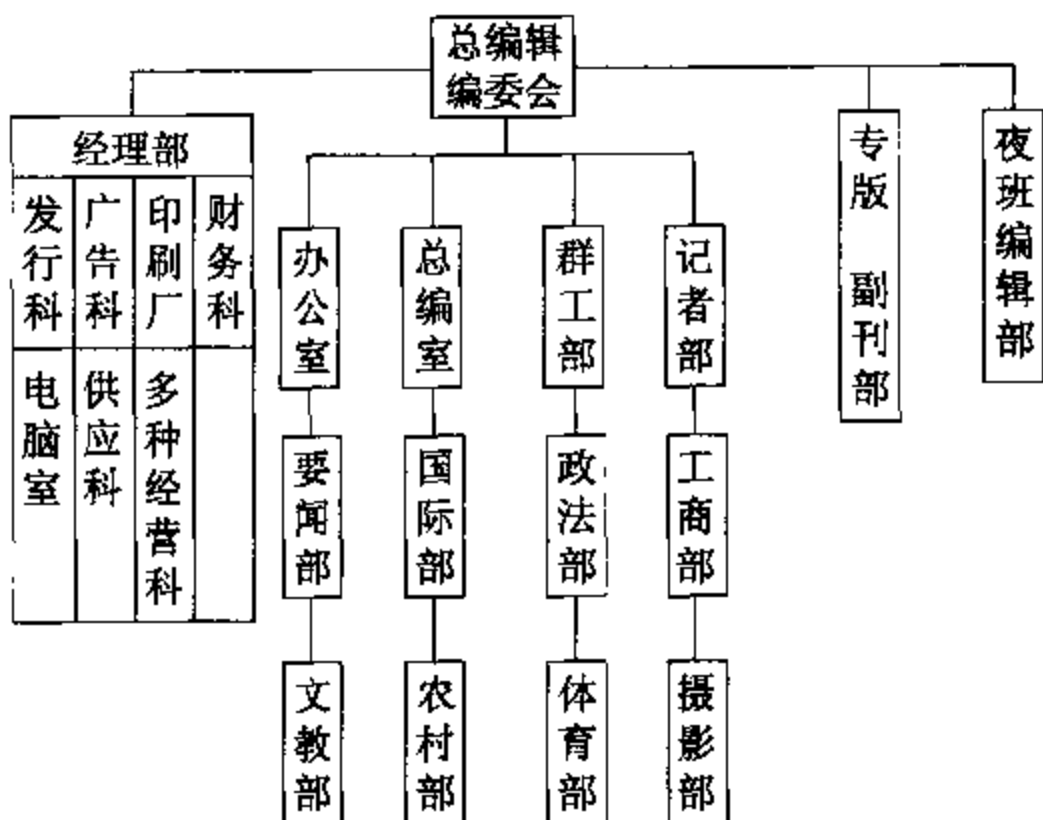 总编辑
编委会
经理部
发行科
广告科
印刷厂
财务科
电脑室
供应科
多种经营科
办公室
总编室
群工部
记者部
专版 副刊部
夜班编辑部
要闻部
国际部
政法部
工商部
文教部
农村部
体育部
摄影部